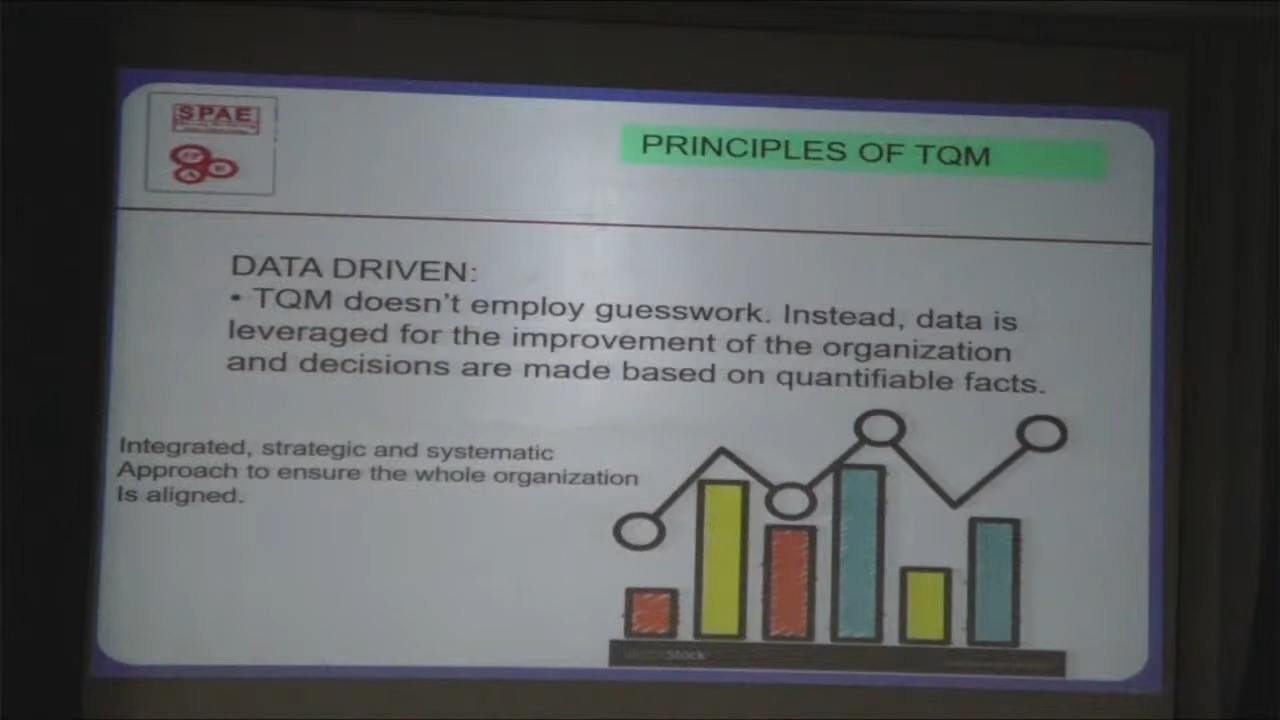 SPAE
PRINCIPLES OF TQM
DATA DRIVEN:
• TQM doesn't employ guesswork. Instead, data is
leveraged for the improvement of the organization
and decisions are made based on quantifiable facts.
Integrated, strategic and systematic
Approach to ensure the whole organization
Is aligned.
Stock